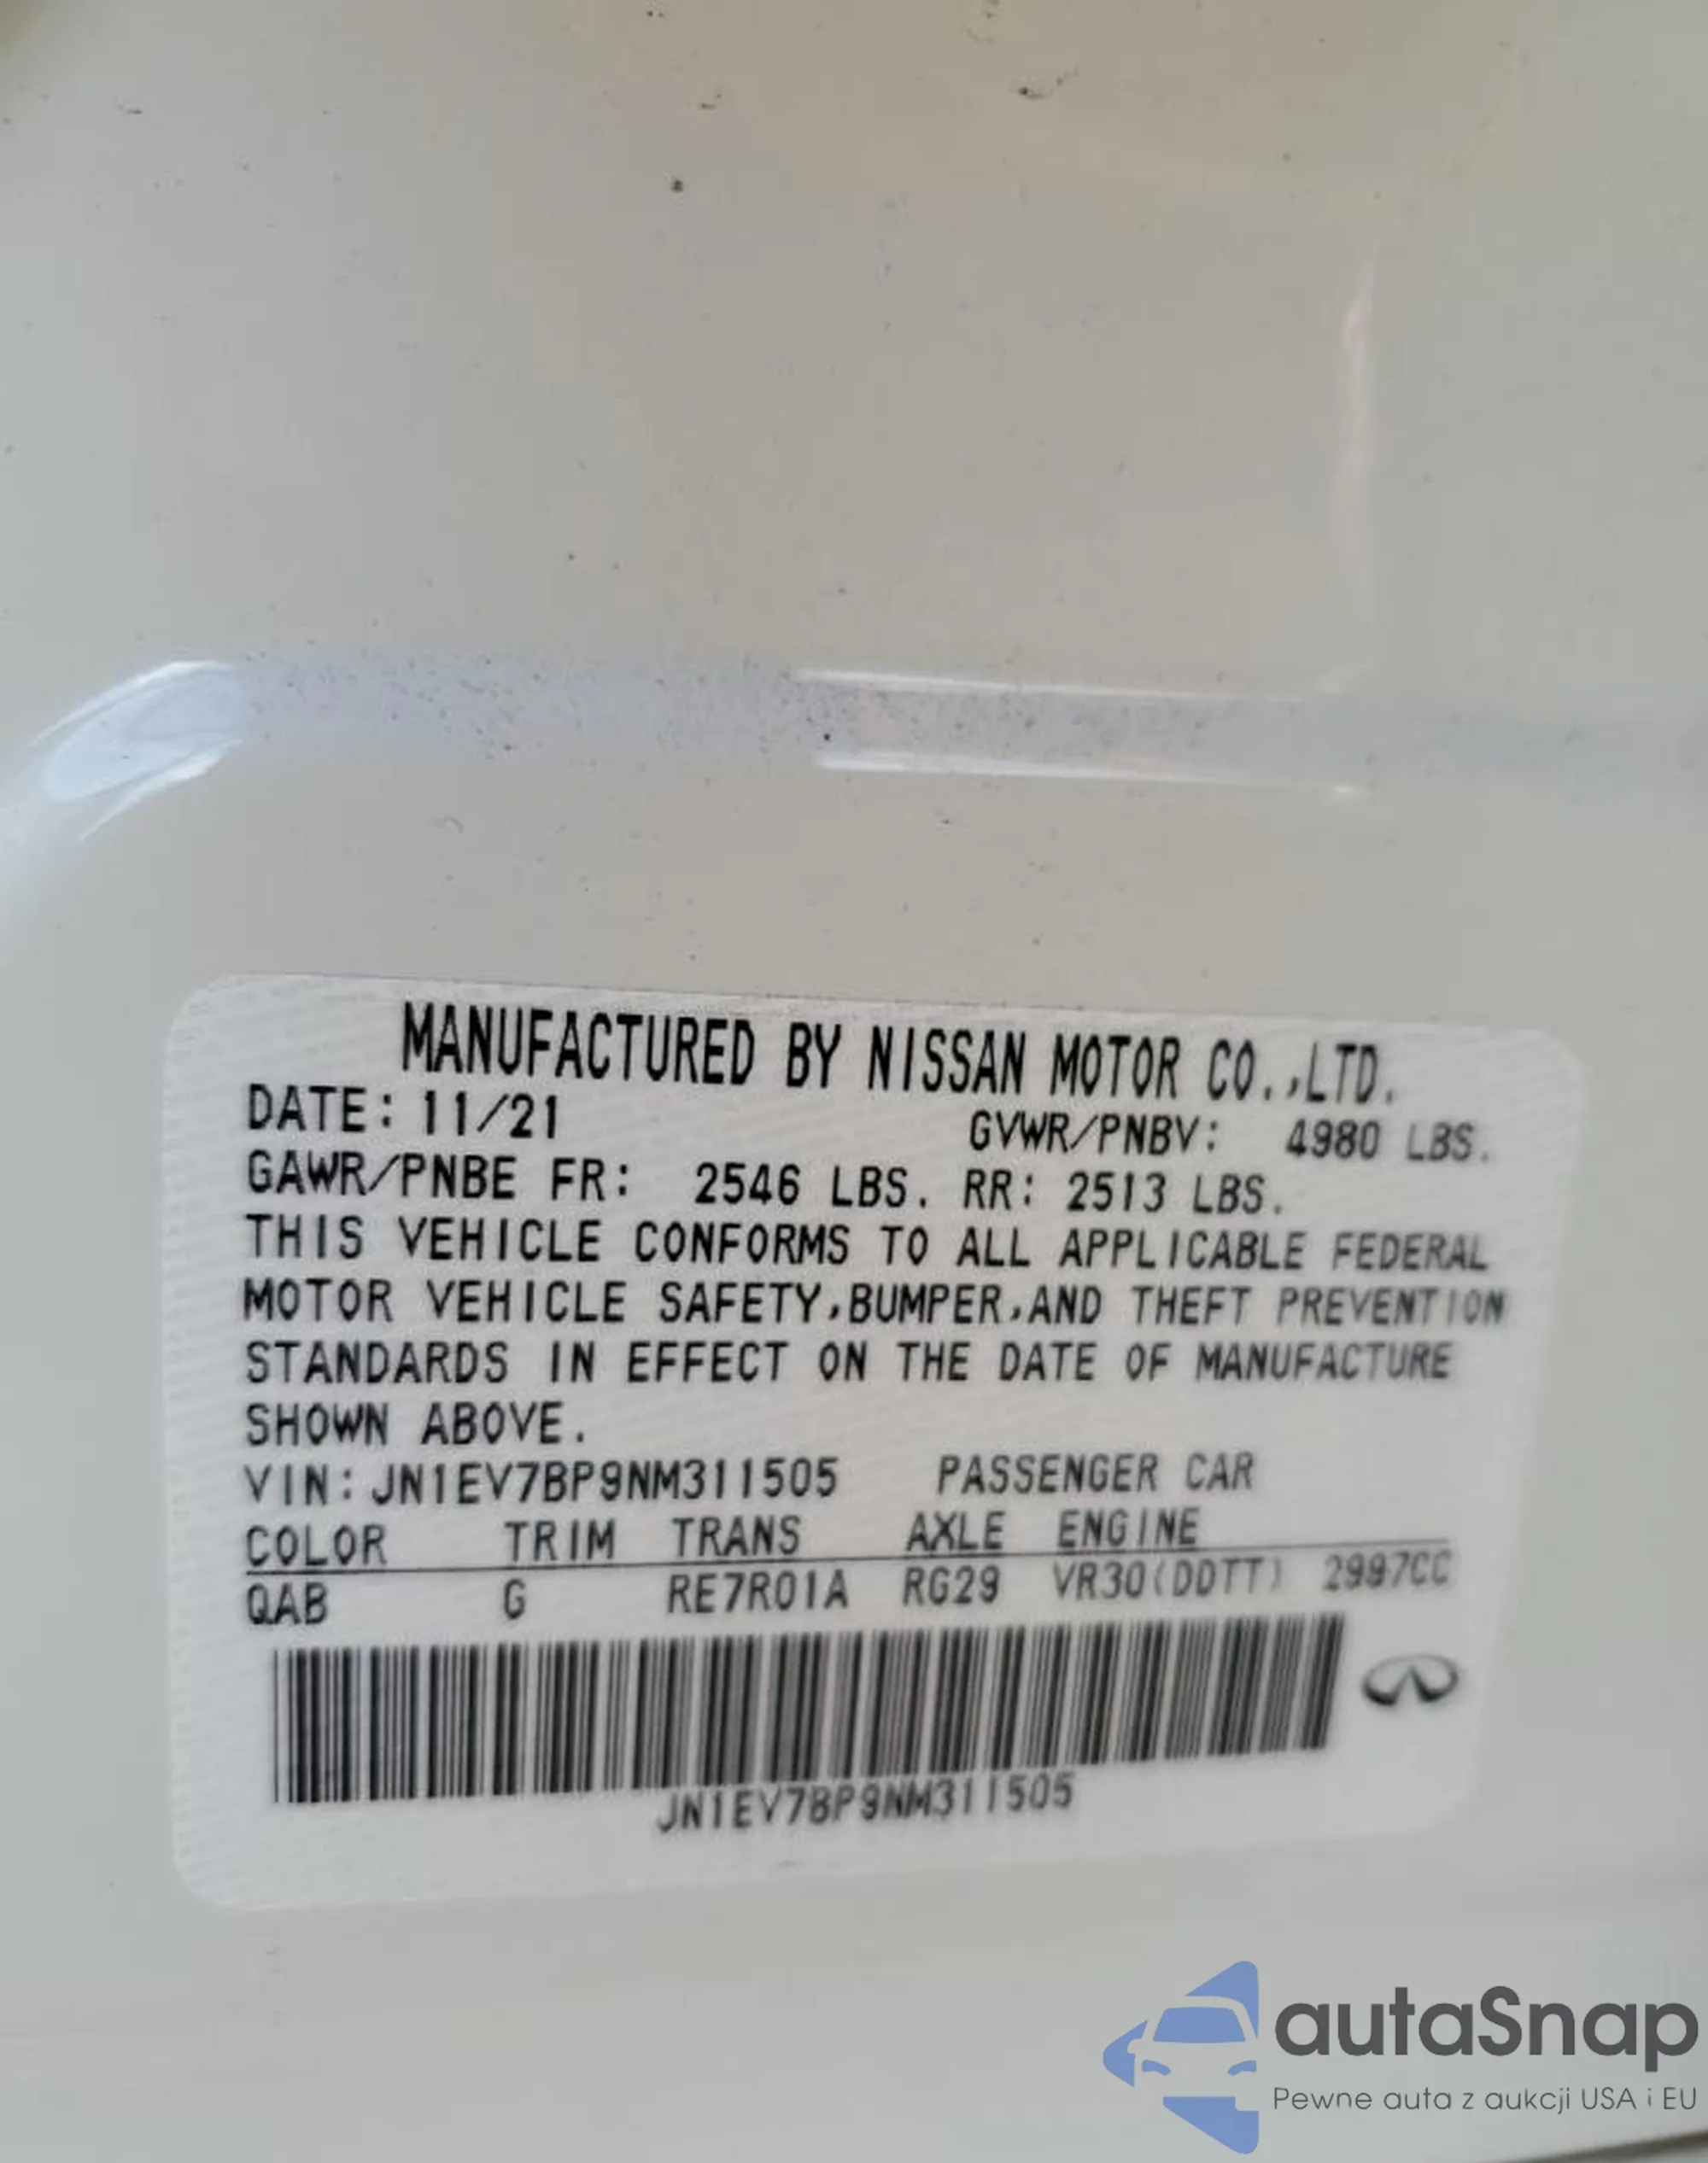 MANUFACTURED BY NISSAN MOTOR CO.,LTD.
DATE: 11/21 GVWR/PNBV: 4980 LBS.
GAWR/PNBE FR: 2546 LBS. RR: 2513 LBS.
THIS VEHICLE CONFORMS TO ALL APPLICABLE FEDERAL
MOTOR VEHICLE SAFETY,BUMPER,AND THEFT PREVENTION
STANDARDS IN EFFECT ON THE DATE OF MANUFACTURE
SHOWN ABOVE.
VIN:JN1EV7BP9NM311505 PASSENGER CAR
COLOR TRIM TRANS AXLE ENGINE
QAB G RE7R01A RG29 VR30(DDTT) 2997CC
JN1EV7BP9NM311505
autaSnap
Pewne auta z aukcji USA i EU